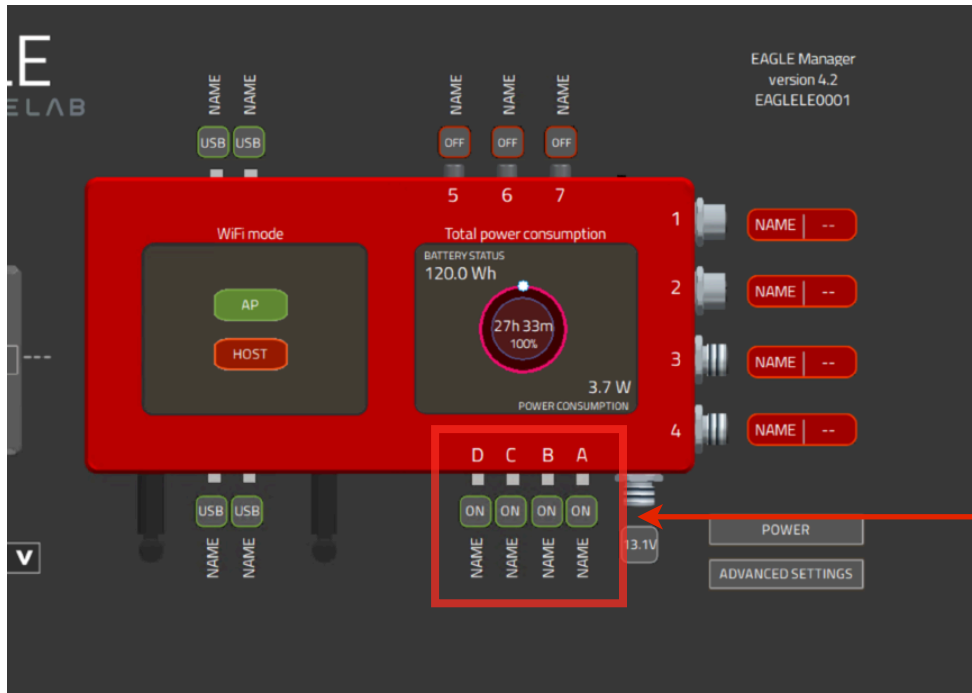 LE
ELAB
EAGLE Manager
version 4.2
EAGLELE0001
NAME NAME
USB USB
NAME NAME NAME
OFF OFF OFF
5 6 7
WiFi mode
AP
HOST
Total power consumption
BATTERY STATUS
120.0 Wh
27h 33m
100%
3.7 W
POWER CONSUMPTION
1 NAME --
2 NAME --
3 NAME --
4 NAME --
---
D C B A
USB USB
ON ON ON ON
NAME NAME
NAME NAME NAME NAME
13.1V
V
POWER
ADVANCED SETTINGS